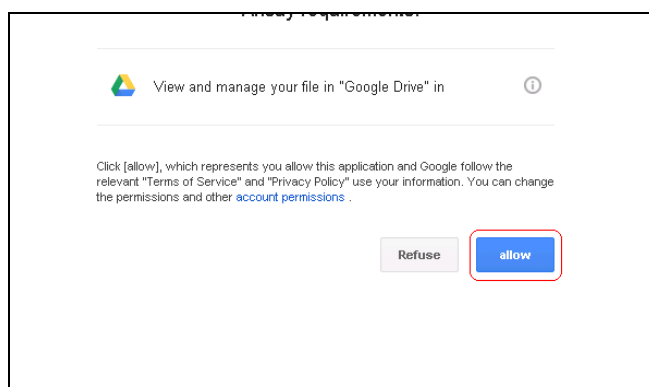 View and manage your file in "Google Drive" in
Click [allow], which represents you allow this application and Google follow the
relevant "Terms of Service" and "Privacy Policy" use your information. You can change
the permissions and other account permissions .
Refuse
allow